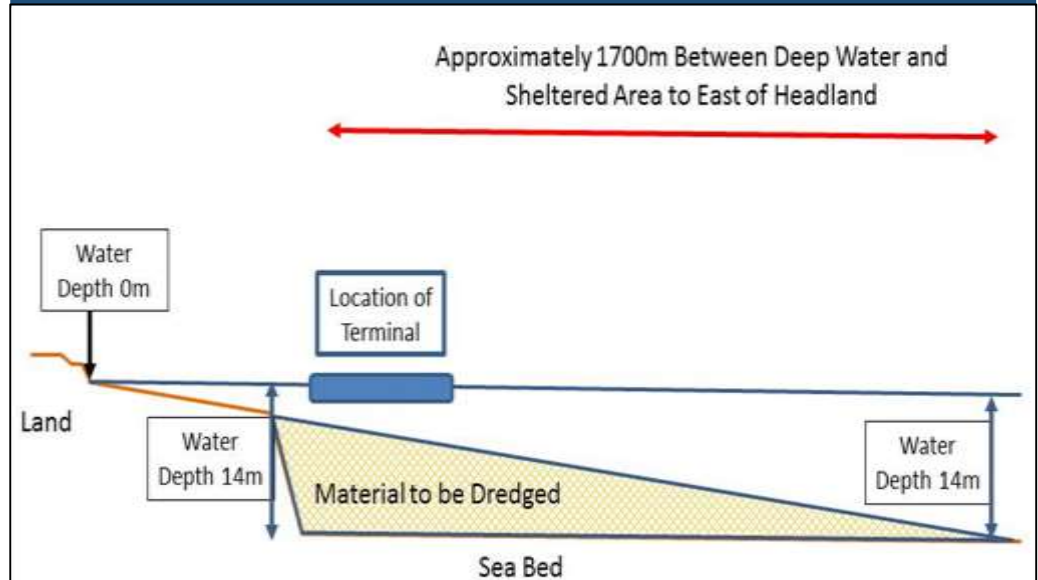 Approximately 1700m Between Deep Water and
Sheltered Area to East of Headland
Water
Depth 0m
Location of
Terminal
Land
Water
Depth 14m
Water
Depth 14m
Material to be Dredged
Sea Bed